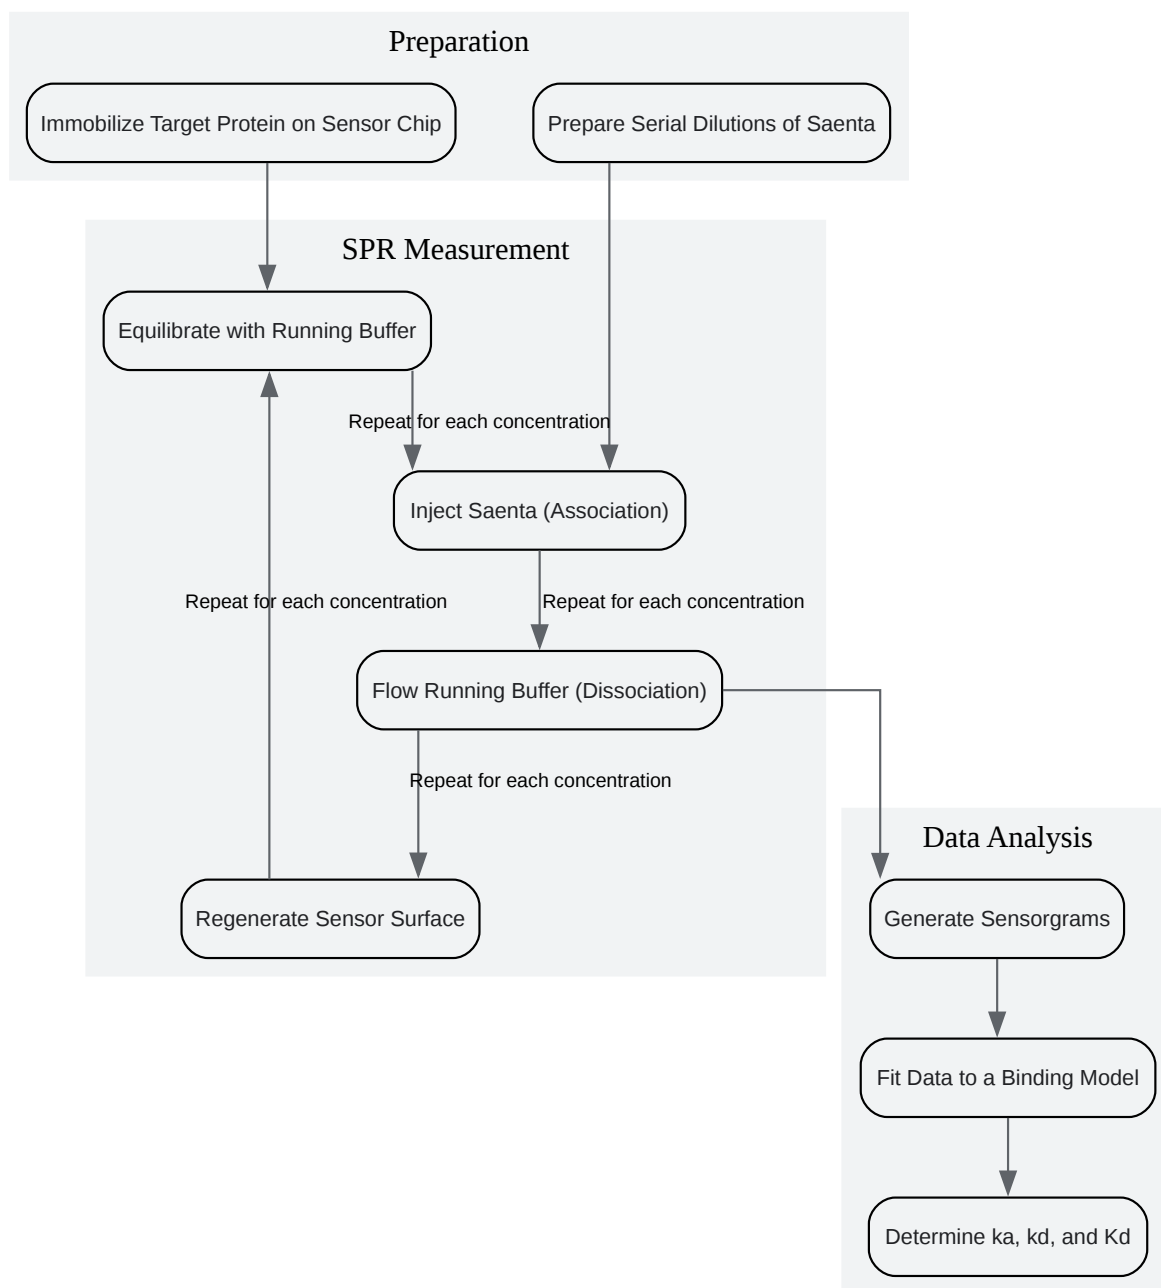 Preparation
Immobilize Target Protein on Sensor Chip
Prepare Serial Dilutions of Saenta
SPR Measurement
Equilibrate with Running Buffer
Repeat for each concentration
Inject Saenta (Association)
Repeat for each concentration
Repeat for each concentration
Flow Running Buffer (Dissociation)
Repeat for each concentration
Regenerate Sensor Surface
Data Analysis
Generate Sensorgrams
Fit Data to a Binding Model
Determine ka, kd, and Kd